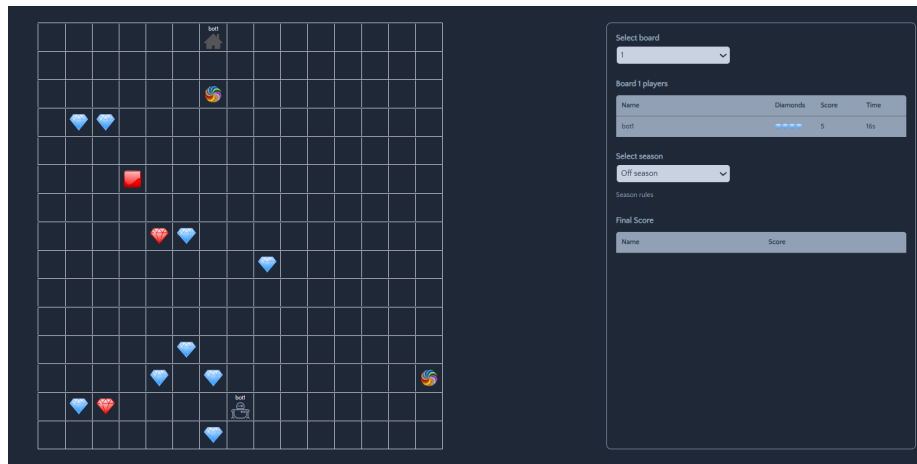 bot1
Select board
1
Board 1 players
Name Diamonds Score Time
bot1 5 16s
Select season
Off season
Season rules
Final Score
Name Score
bot1